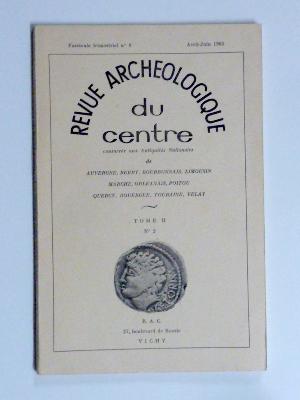 Fascicule trimestriel n° 6
Avril-Juin 1963
REVUE ARCHEOLOGIQUE
du
centre
consacrée aux Antiquités Nationales
de
AUVERGNE, BERRY, BOURBONNAIS, LIMOUSIN
MARCHE, ORLEANAIS, POITOU
QUERCY, ROUERGUE, TOURAINE, VELAY
TOME II
N° 2
R. A. C.
27, boulevard de Russie
VICHY